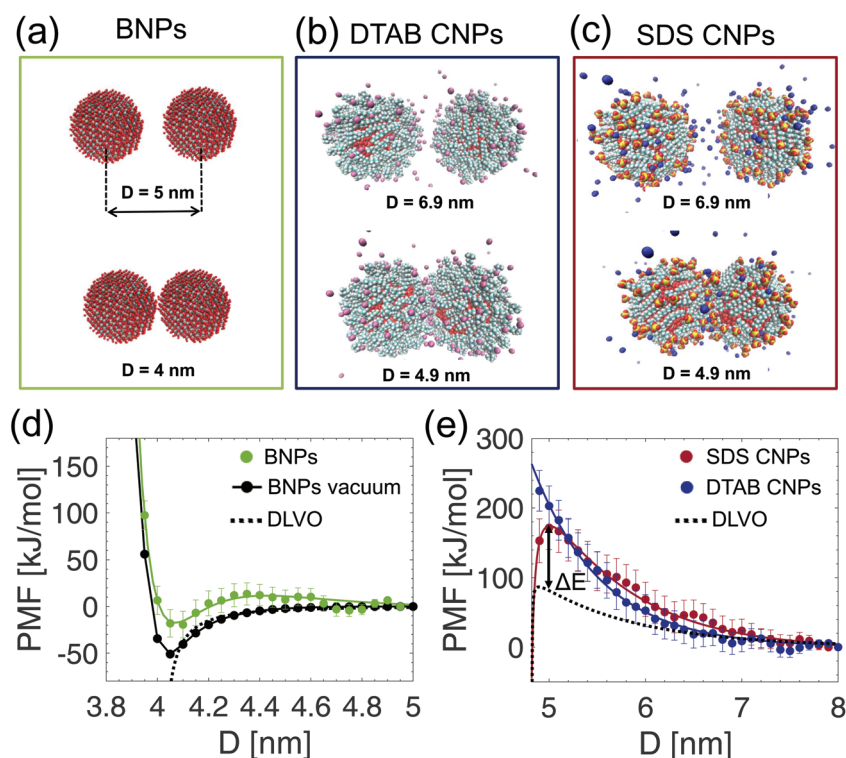 (a) BNPs
(b) DTAB CNPs
(c) SDS CNPs
D = 5 nm
D = 4 nm
D = 6.9 nm
D = 4.9 nm
D = 6.9 nm
D = 4.9 nm
(d)
PMF [kJ/mol]
150
100
50
0
-50
BNPs
BNPs vacuum
DLVO
3.8 4 4.2 4.4 4.6 4.8 5
D [nm]
(e)
PMF [kJ/mol]
300
200
100
0
SDS CNPs
DTAB CNPs
DLVO
ΔE
5 6 7 8
D [nm]